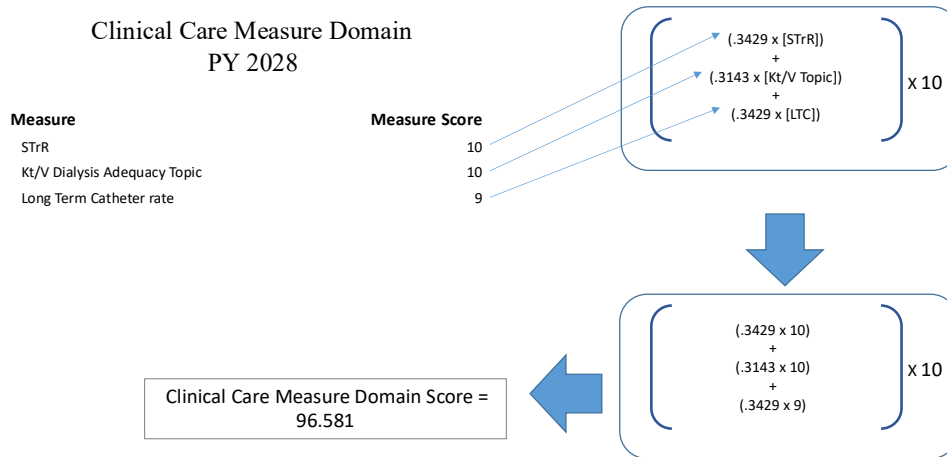 Clinical Care Measure Domain
PY 2028
Measure Measure Score
STrR 10
Kt/V Dialysis Adequacy Topic 10
Long Term Catheter rate 9
(.3429 x [STrR])
+
(.3143 x [Kt/V Topic])
+
(.3429 x [LTC])
X 10
(.3429 x 10)
+
(.3143 x 10)
+
(.3429 x 9)
X 10
Clinical Care Measure Domain Score =
96.581